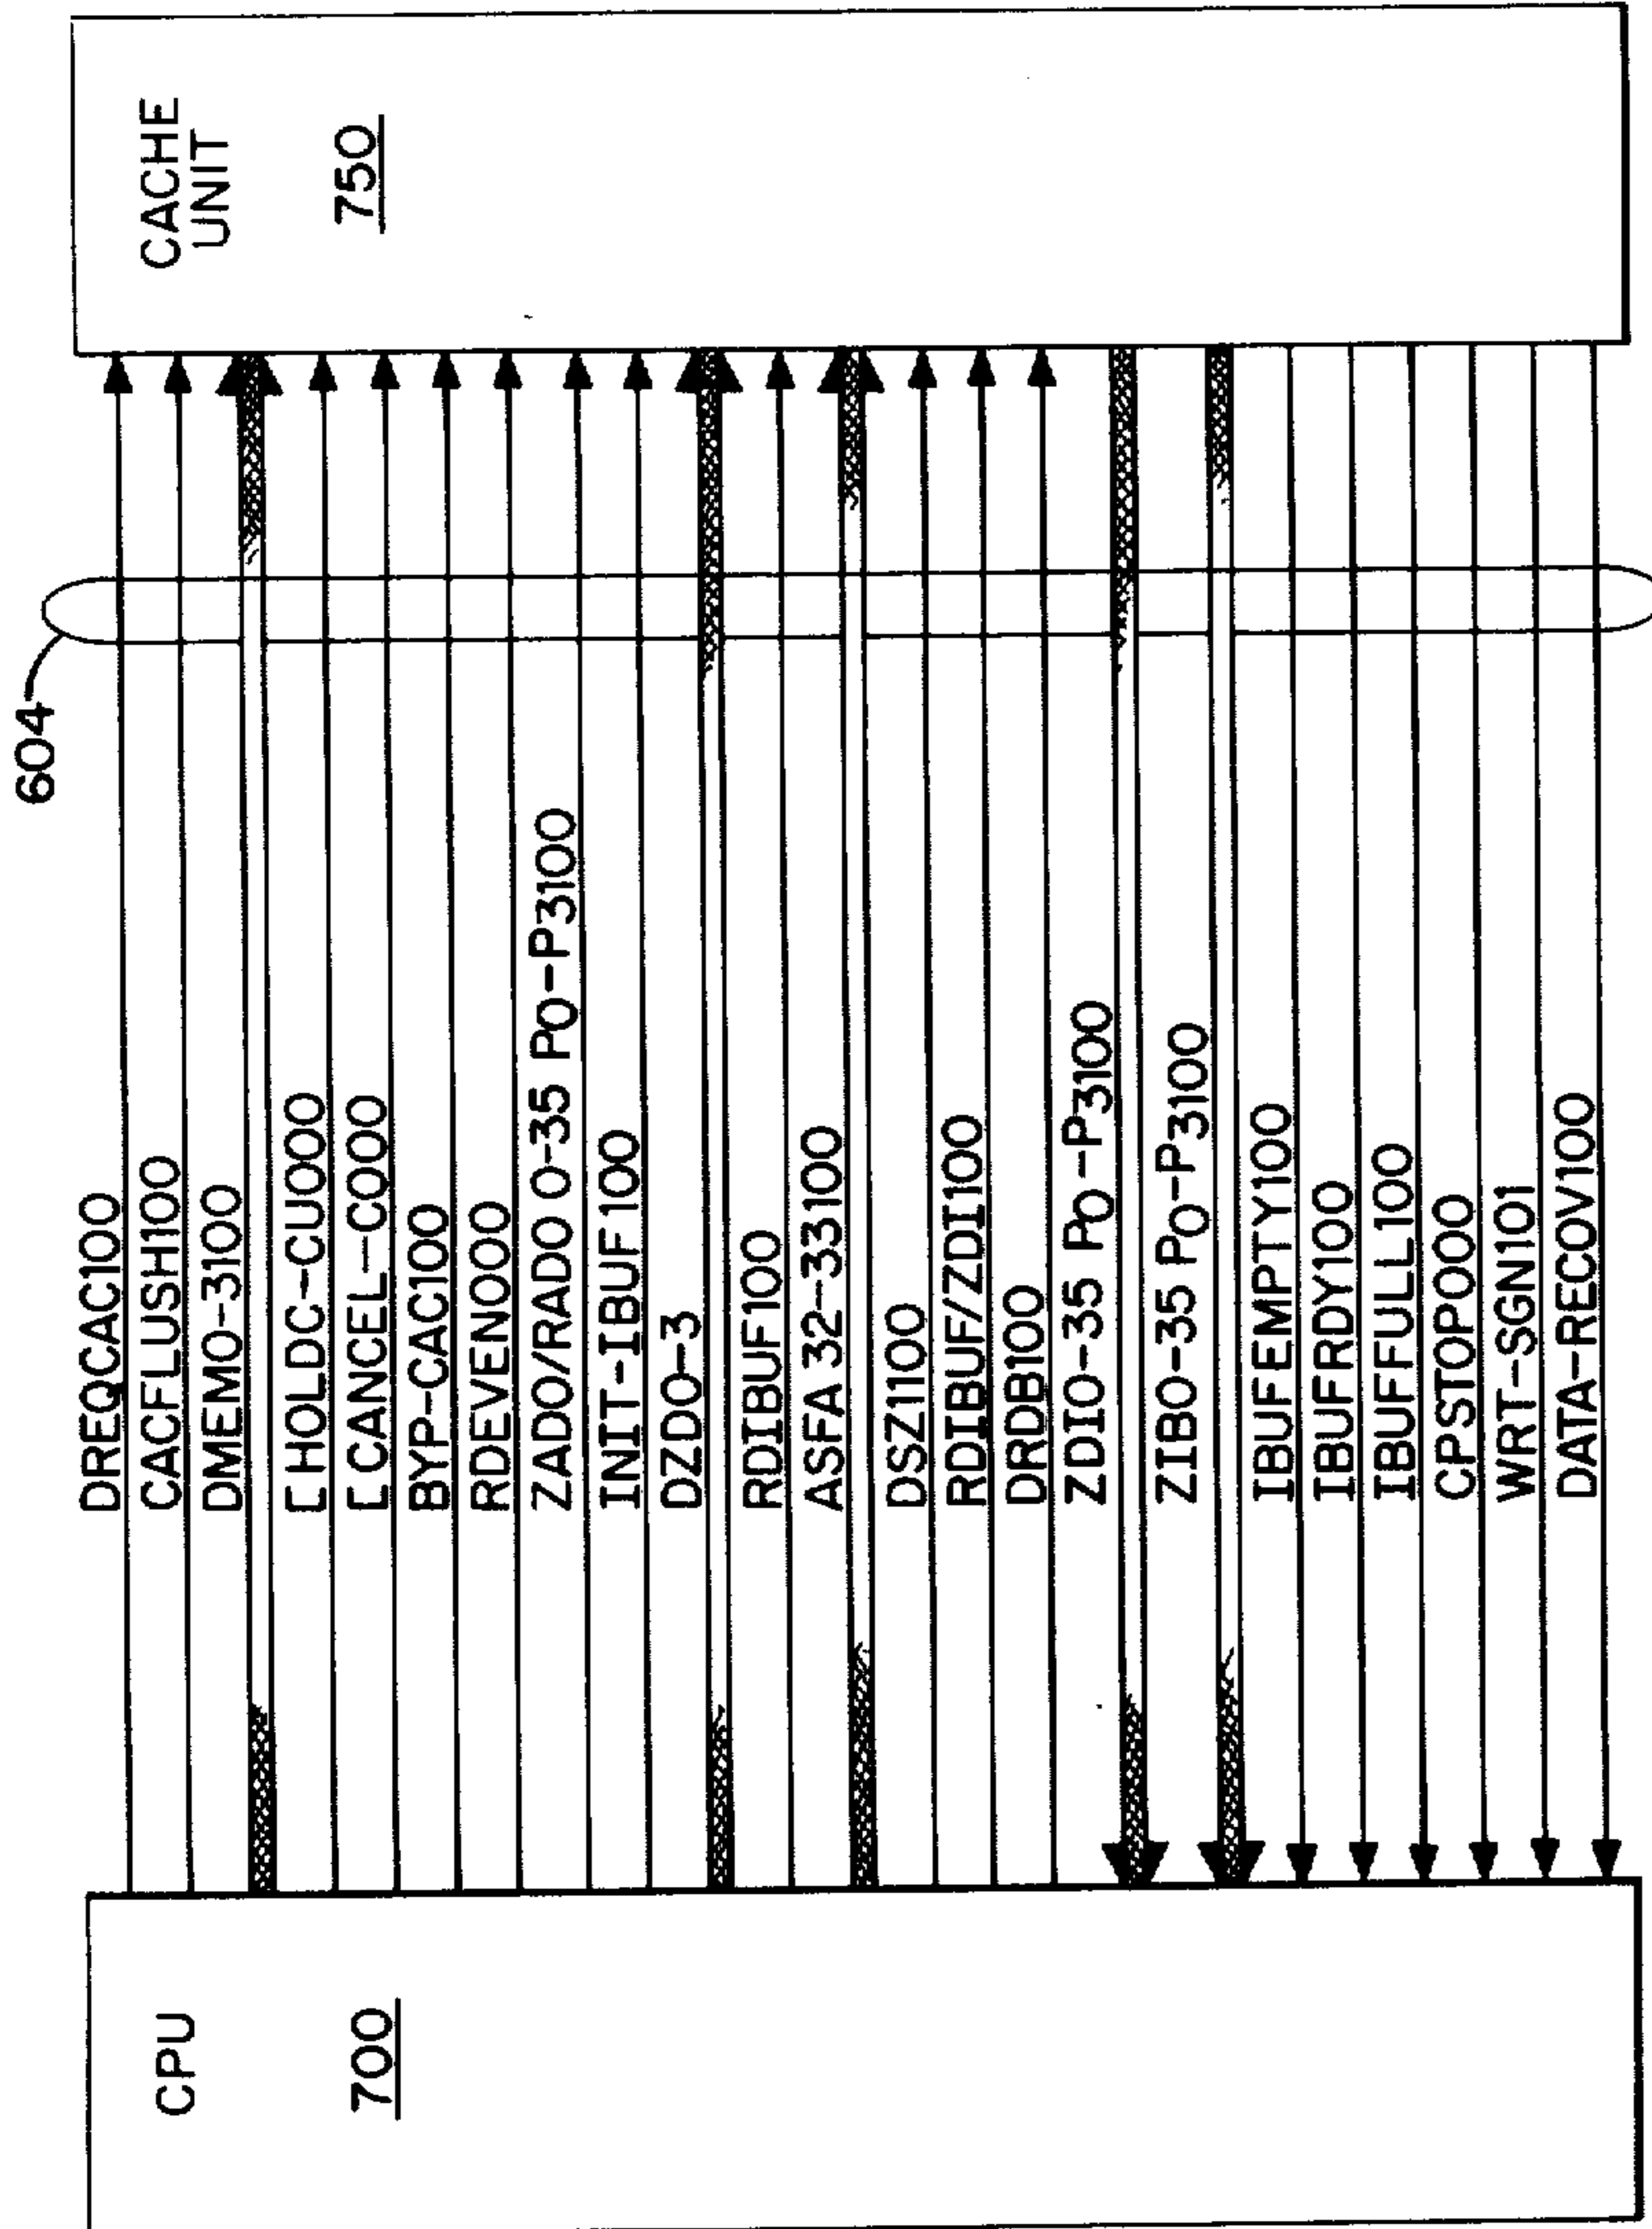 CPU
700
604
DREQCAC100
CACFLUSH100
DMEM0-3100
[HOLDC-CU000
[CANCEL-C000
BYP-CAC100
RDEVEN000
ZADO/RADO 0-35 P0-P3100
INIT-IBUF100
DZD0-3
RDIBUF100
ASFA 32-33100
DSZ1100
RDIBUF/ZDI100
DRDB100
ZDI0-35 P0-P3100
ZIB0-35 P0-P3100
IBUFEMPTY100
IBUFRDY100
IBUFFULL100
CPSTOP000
WRT-SGN101
DATA-RECOV100
CACHE
UNIT
750